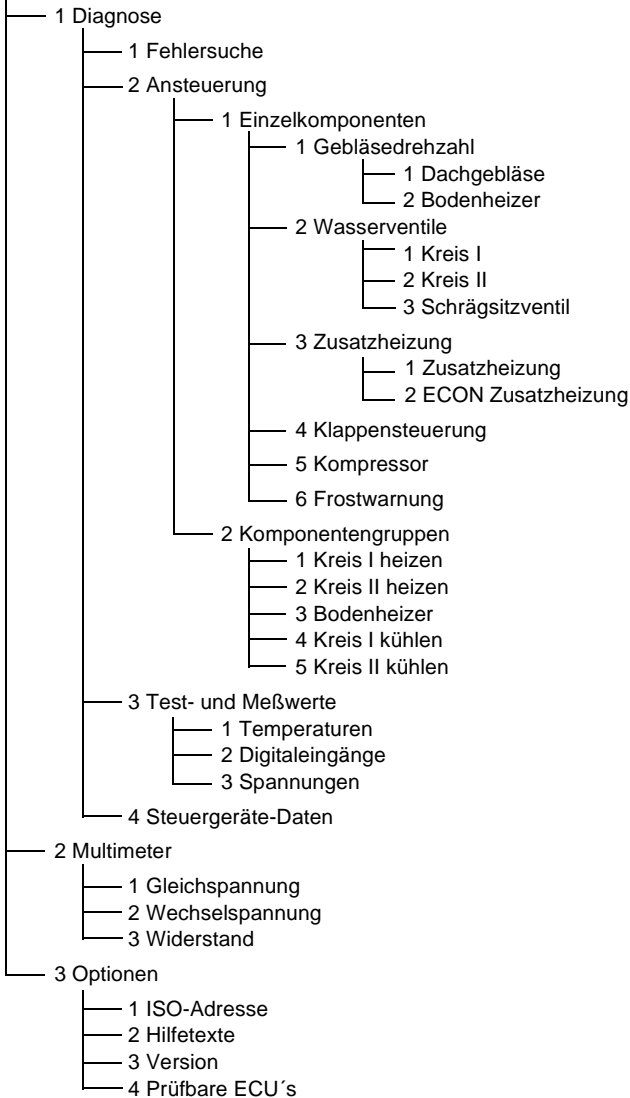 1 Diagnose
1 Fehlersuche
2 Ansteuerung
1 Einzelkomponenten
1 Gebläsedrehzahl
1 Dachgebläse
2 Bodenheizer
2 Wasserventile
1 Kreis I
2 Kreis II
3 Schrägsitzventil
3 Zusatzheizung
1 Zusatzheizung
2 ECON Zusatzheizung
4 Klappensteuerung
5 Kompressor
6 Frostwarnung
2 Komponentengruppen
1 Kreis I heizen
2 Kreis II heizen
3 Bodenheizer
4 Kreis I kühlen
5 Kreis II kühlen
3 Test- und Meßwerte
1 Temperaturen
2 Digitaleingänge
3 Spannungen
4 Steuergeräte-Daten
2 Multimeter
1 Gleichspannung
2 Wechselspannung
3 Widerstand
3 Optionen
1 ISO-Adresse
2 Hilfetexte
3 Version
4 Prüfbare ECU´s